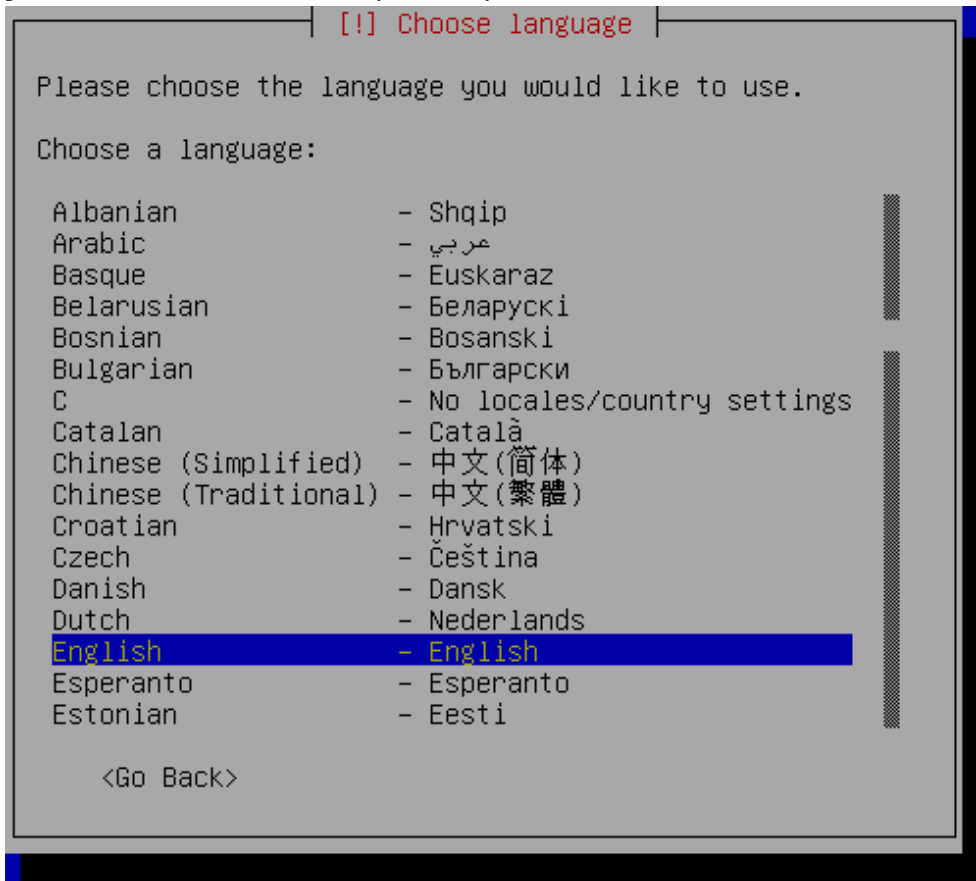 [!] Choose language
Please choose the language you would like to use.
Choose a language:
Albanian - Shqip
Arabic - عربي
Basque - Euskaraz
Belarusian - Беларускі
Bosnian - Bosanski
Bulgarian - Български
C - No locales/country settings
Catalan - Català
Chinese (Simplified) - 中文(简体)
Chinese (Traditional) - 中文(繁體)
Croatian - Hrvatski
Czech - Čeština
Danish - Dansk
Dutch - Nederlands
English - English
Esperanto - Esperanto
Estonian - Eesti
<Go Back>